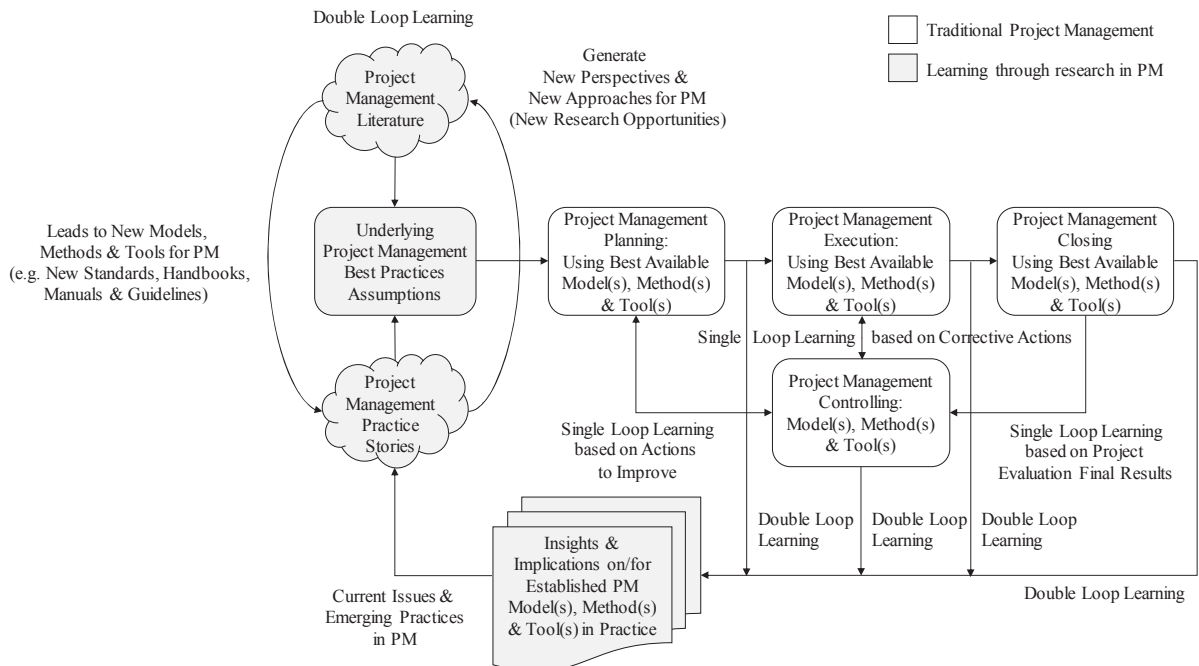 Double Loop Learning
Traditional Project Management
Learning through research in PM
Project
Management
Literature
Generate
New Perspectives &
New Approaches for PM
(New Research Opportunities)
Leads to New Models,
Methods & Tools for PM
(e.g. New Standards, Handbooks,
Manuals & Guidelines)
Underlying
Project Management
Best Practices
Assumptions
Project Management
Planning:
Using Best Available
Model(s), Method(s)
& Tool(s)
Project Management
Execution:
Using Best Available
Model(s), Method(s)
& Tool(s)
Project Management
Closing
Using Best Available
Model(s), Method(s)
& Tool(s)
Single Loop Learning based on Corrective Actions
Project
Management
Practice
Stories
Project Management
Controlling:
Model(s), Method(s)
& Tool(s)
Single Loop Learning
based on Actions
to Improve
Single Loop Learning
based on Project
Evaluation Final Results
Double Loop
Learning
Double Loop
Learning
Double Loop
Learning
Insights &
Implications on/for
Established PM
Model(s), Method(s)
& Tool(s) in Practice
Current Issues &
Emerging Practices
in PM
Double Loop Learning